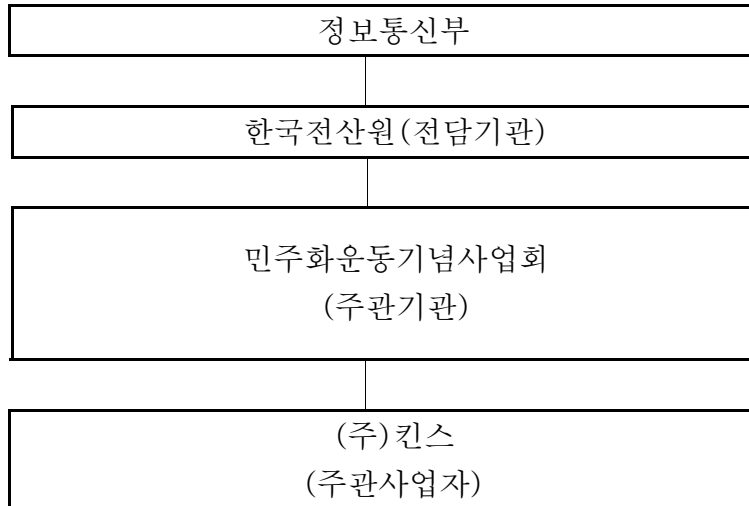 정보통신부
한국전산원(전담기관)
민주화운동기념사업회
(주관기관)
(주)킨스
(주관사업자)